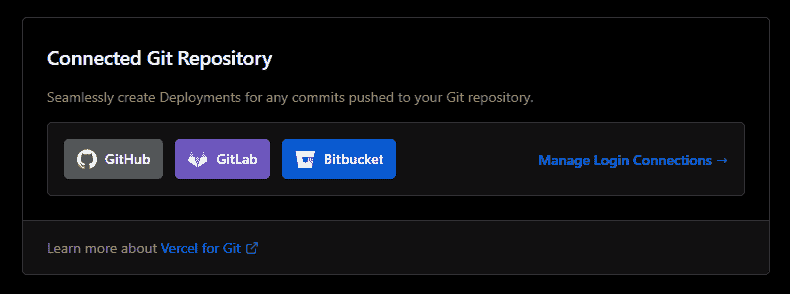 Connected Git Repository
Seamlessly create Deployments for any commits pushed to your Git repository.
GitHub GitLab Bitbucket Manage Login Connections →
Learn more about Vercel for Git